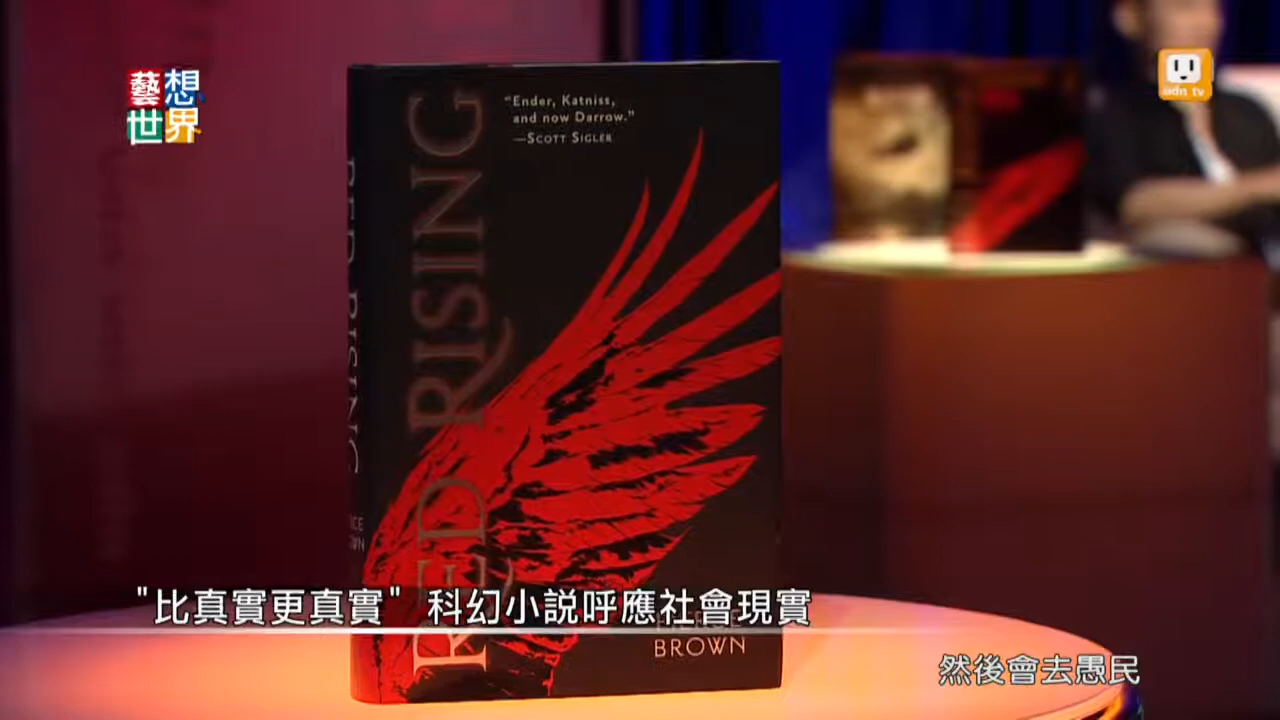 藝想
世界
udn tv
"Ender, Katniss,
and now Darrow."
—SCOTT SIGLER
RED RISING
RED RISING
BROWN
"比真實更真實" 科幻小說呼應社會現實
然後會去愚民